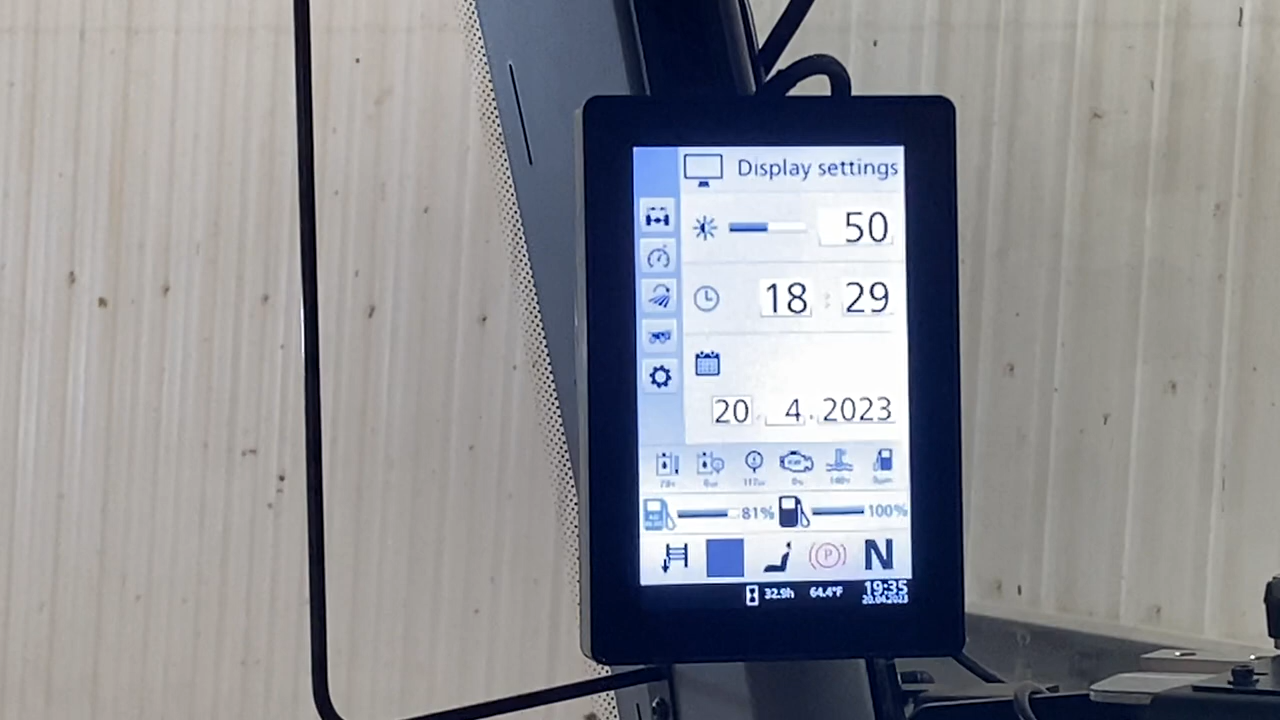 Display settings
50
18 : 29
20. 4. 2023
81% 100%
P N
32.9h 64.4°F 19:35
20.04.2023